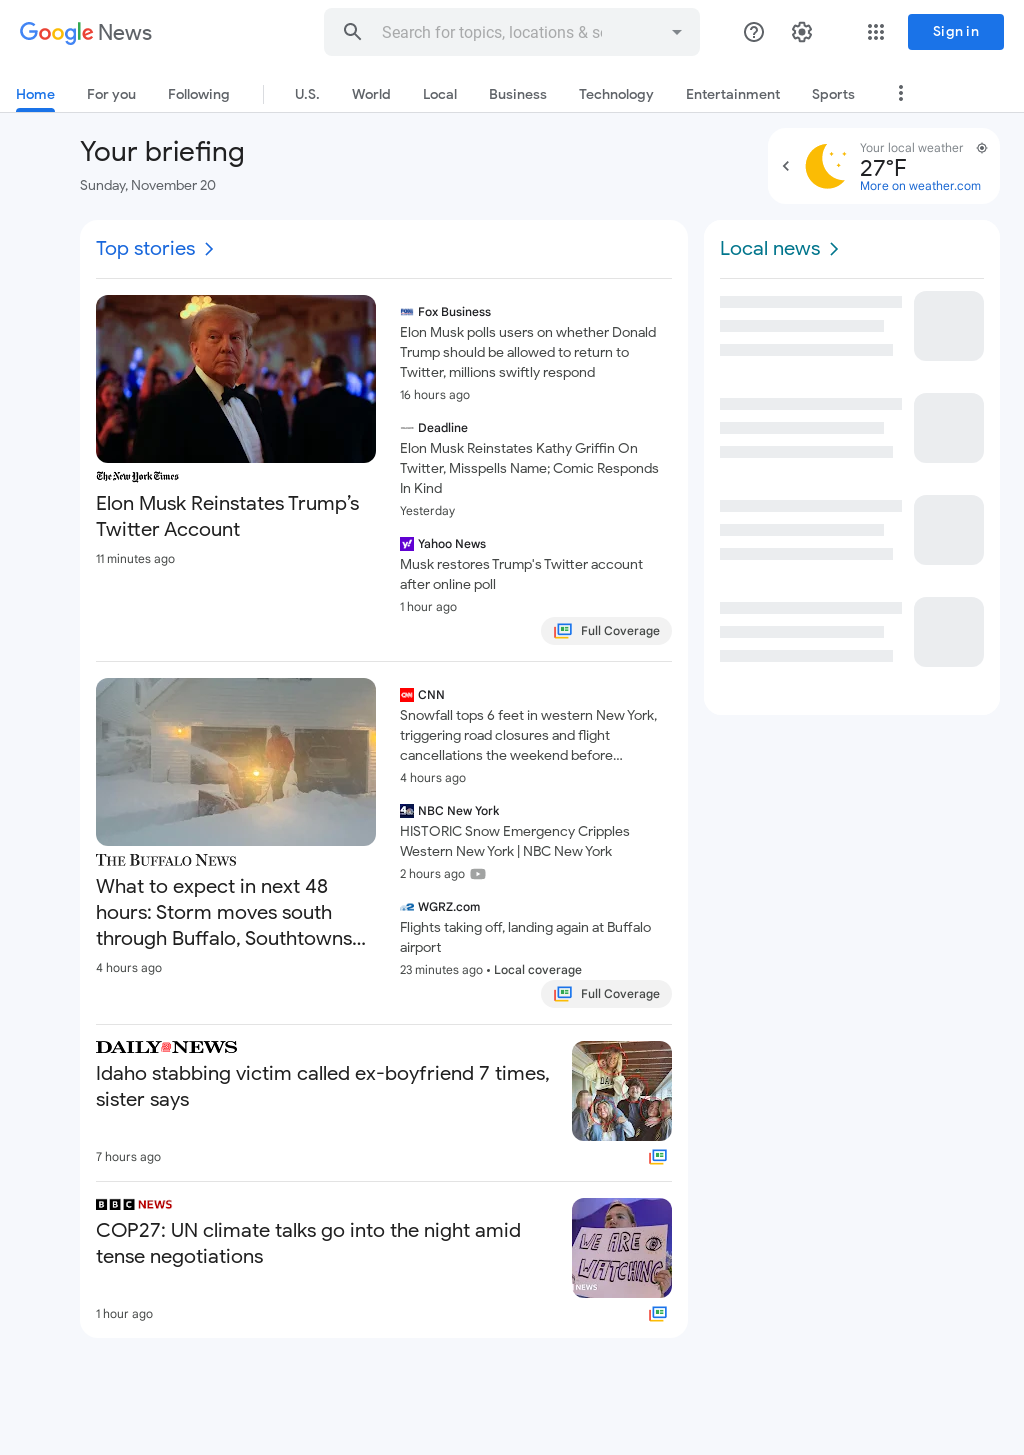 Google News
Search for topics, locations & so
Sign in
Home
For you
Following
U.S.
World
Local
Business
Technology
Entertainment
Sports
Your briefing
Sunday, November 20
Your local weather
27°F
More on weather.com
Top stories
The New York Times
Elon Musk Reinstates Trump’s
Twitter Account
11 minutes ago
Fox Business
Elon Musk polls users on whether Donald
Trump should be allowed to return to
Twitter, millions swiftly respond
16 hours ago
Deadline
Elon Musk Reinstates Kathy Griffin On
Twitter, Misspells Name; Comic Responds
In Kind
Yesterday
Yahoo News
Musk restores Trump's Twitter account
after online poll
1 hour ago
Full Coverage
THE BUFFALO NEWS
What to expect in next 48
hours: Storm moves south
through Buffalo, Southtowns...
4 hours ago
CNN
Snowfall tops 6 feet in western New York,
triggering road closures and flight
cancellations the weekend before...
4 hours ago
NBC New York
HISTORIC Snow Emergency Cripples
Western New York | NBC New York
2 hours ago
WGRZ.com
Flights taking off, landing again at Buffalo
airport
23 minutes ago • Local coverage
Full Coverage
DAILY NEWS
Idaho stabbing victim called ex-boyfriend 7 times,
sister says
7 hours ago
BBC NEWS
COP27: UN climate talks go into the night amid
tense negotiations
1 hour ago
WE ARE
WATCHING
NEWS
Local news